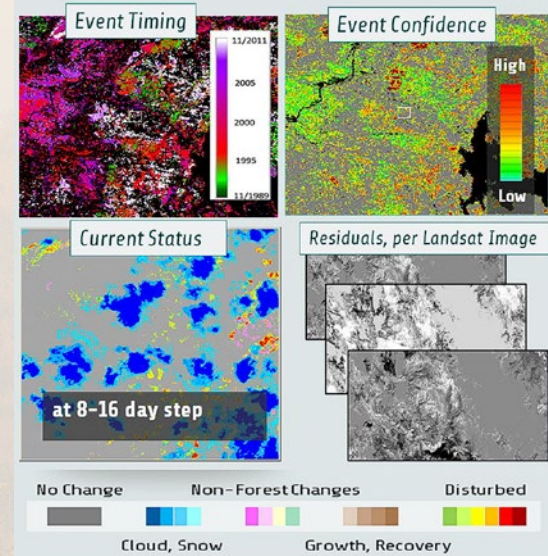 Event Timing
11/2011
2005
2000
1995
11/1989
Event Confidence
High
Low
Current Status
at 8-16 day step
Residuals, per Landsat Image
No Change
Non-Forest Changes
Disturbed
Cloud, Snow
Growth, Recovery